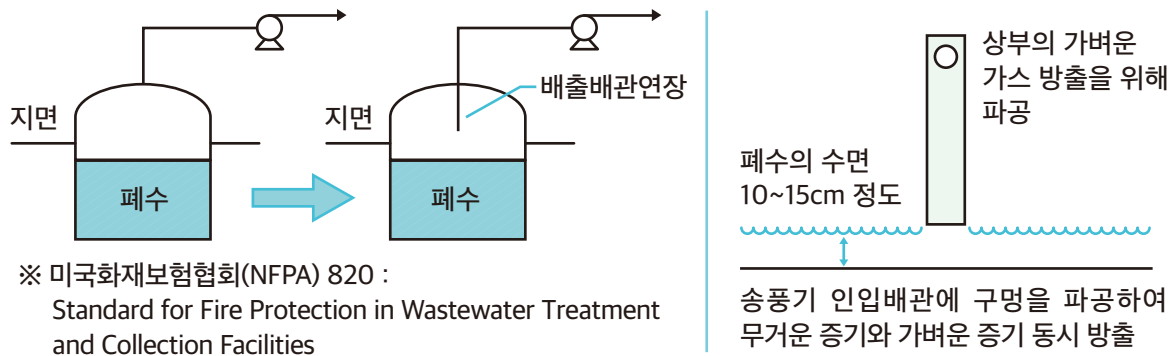 지면
폐수
지면
배출배관연장
폐수
※ 미국화재보험협회(NFPA) 820 :
Standard for Fire Protection in Wastewater Treatment
and Collection Facilities
상부의 가벼운
가스 방출을 위해
파공
폐수의 수면
10~15cm 정도
송풍기 인입배관에 구멍을 파공하여
무거운 증기와 가벼운 증기 동시 방출